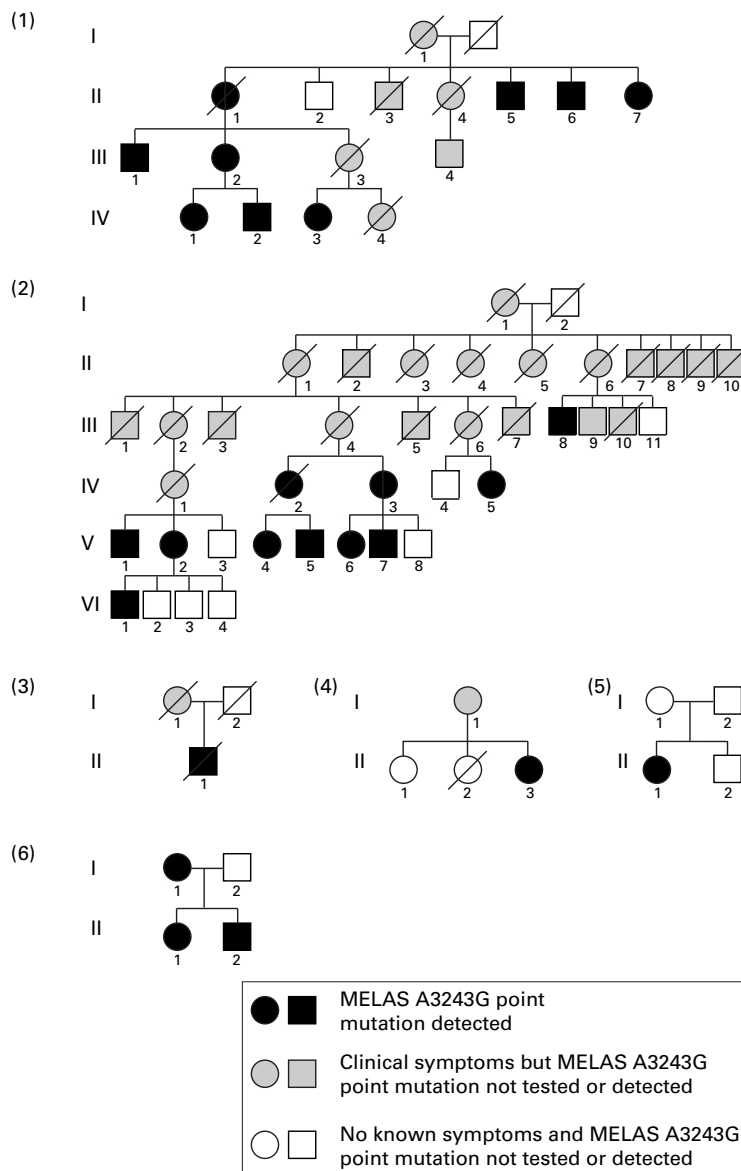 (1)
I
1
II
1 2 3 4 5 6 7
III
1 2 3 4
IV
1 2 3 4
(2)
I
1 2
II
1 2 3 4 5 6 7 8 9 10
III
1 2 3 4 5 6 7 8 9 10 11
IV
1 2 3 4 5
V
1 2 3 4 5 6 7 8
VI
1 2 3 4
(3)
I
1 2
II
1
(4)
I
1
II
1 2 3
(5)
I
1 2
II
1 2
(6)
I
1 2
II
1 2
MELAS A3243G point
mutation detected
Clinical symptoms but MELAS A3243G
point mutation not tested or detected
No known symptoms and MELAS A3243G
point mutation not tested or detected